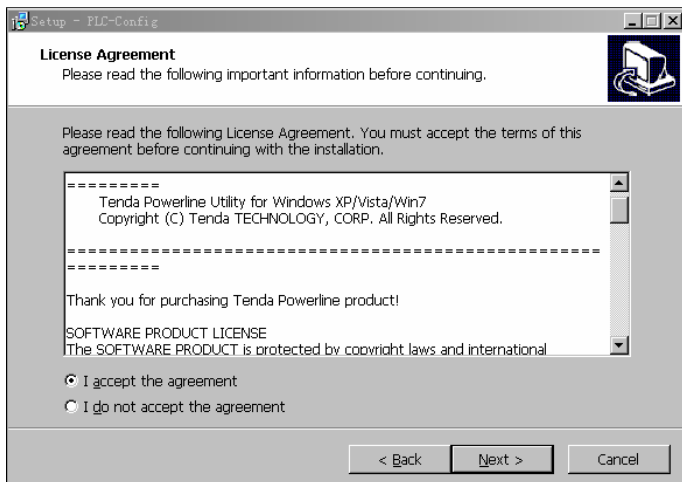 Setup - PLC-Config
License Agreement
Please read the following important information before continuing.
Please read the following License Agreement. You must accept the terms of this
agreement before continuing with the installation.
=========
Tenda Powerline Utility for Windows XP/Vista/Win7
Copyright (C) Tenda TECHNOLOGY, CORP. All Rights Reserved.
====================================================
=========
Thank you for purchasing Tenda Powerline product!
SOFTWARE PRODUCT LICENSE
The SOFTWARE PRODUCT is protected by copyright laws and international
I accept the agreement
I do not accept the agreement
< Back
Next >
Cancel